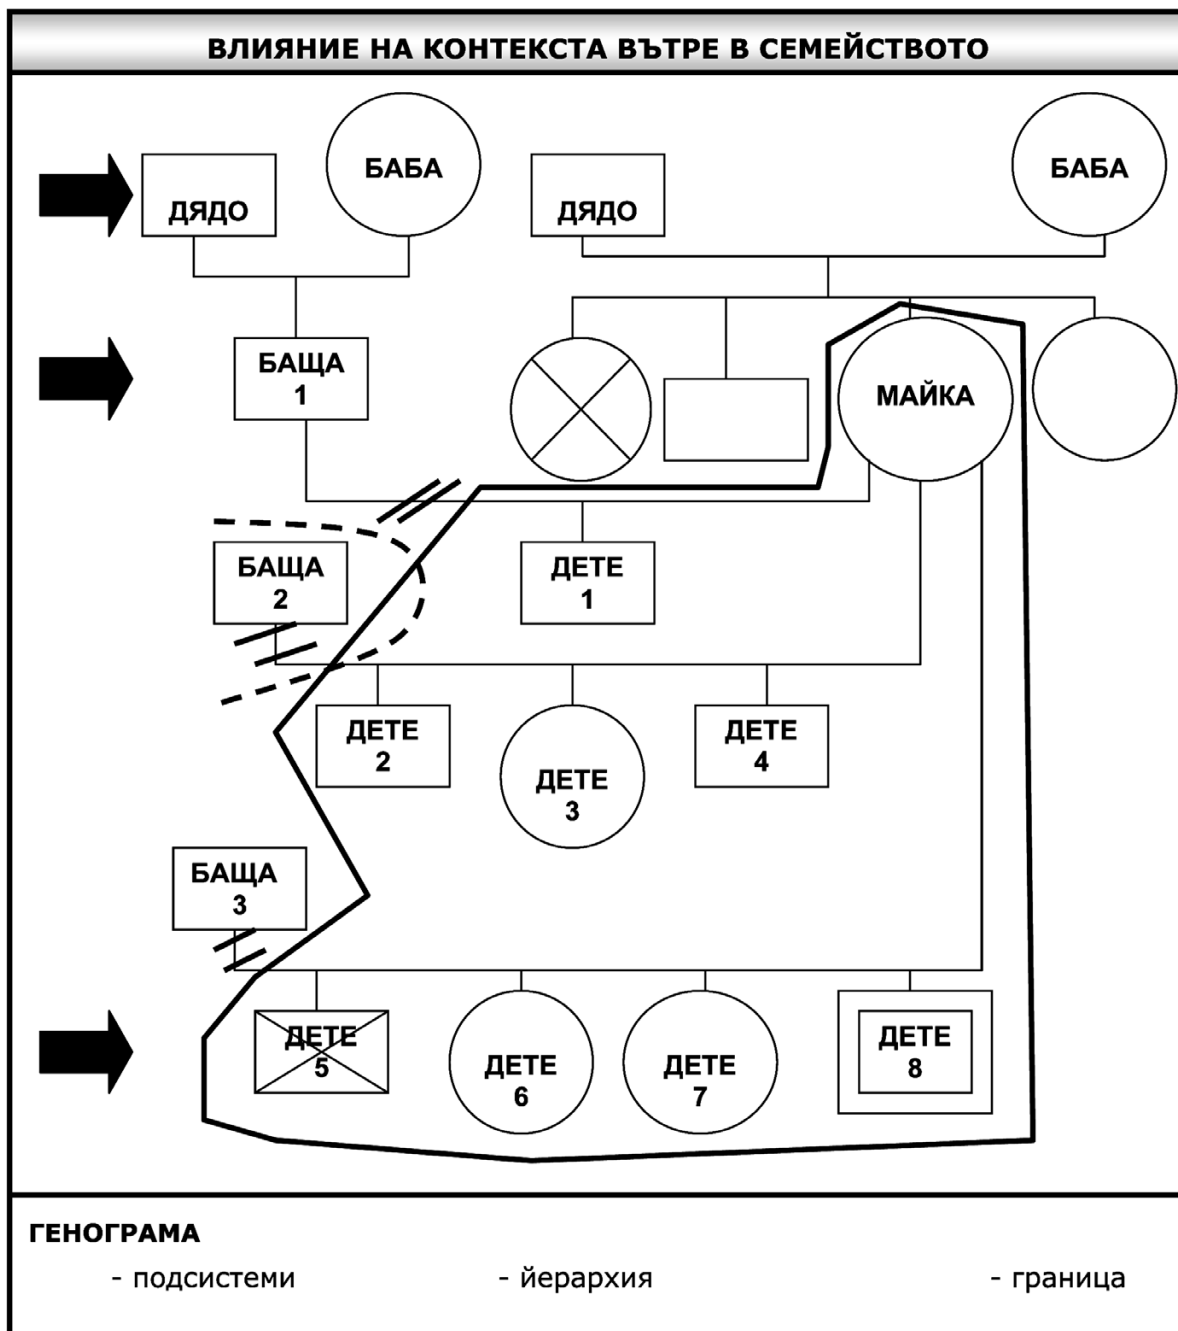 ВЛИЯНИЕ НА КОНТЕКСТА ВЪТРЕ В СЕМЕЙСТВОТО
БАБА
БАБА
ДЯДО
ДЯДО
БАЩА
1
МАЙКА
БАЩА
2
ДЕТЕ
1
ДЕТЕ
2
ДЕТЕ
3
ДЕТЕ
4
БАЩА
3
ДЕТЕ
5
ДЕТЕ
6
ДЕТЕ
7
ДЕТЕ
8
ГЕНОГРАМА
- подсистеми - йерархия - граница